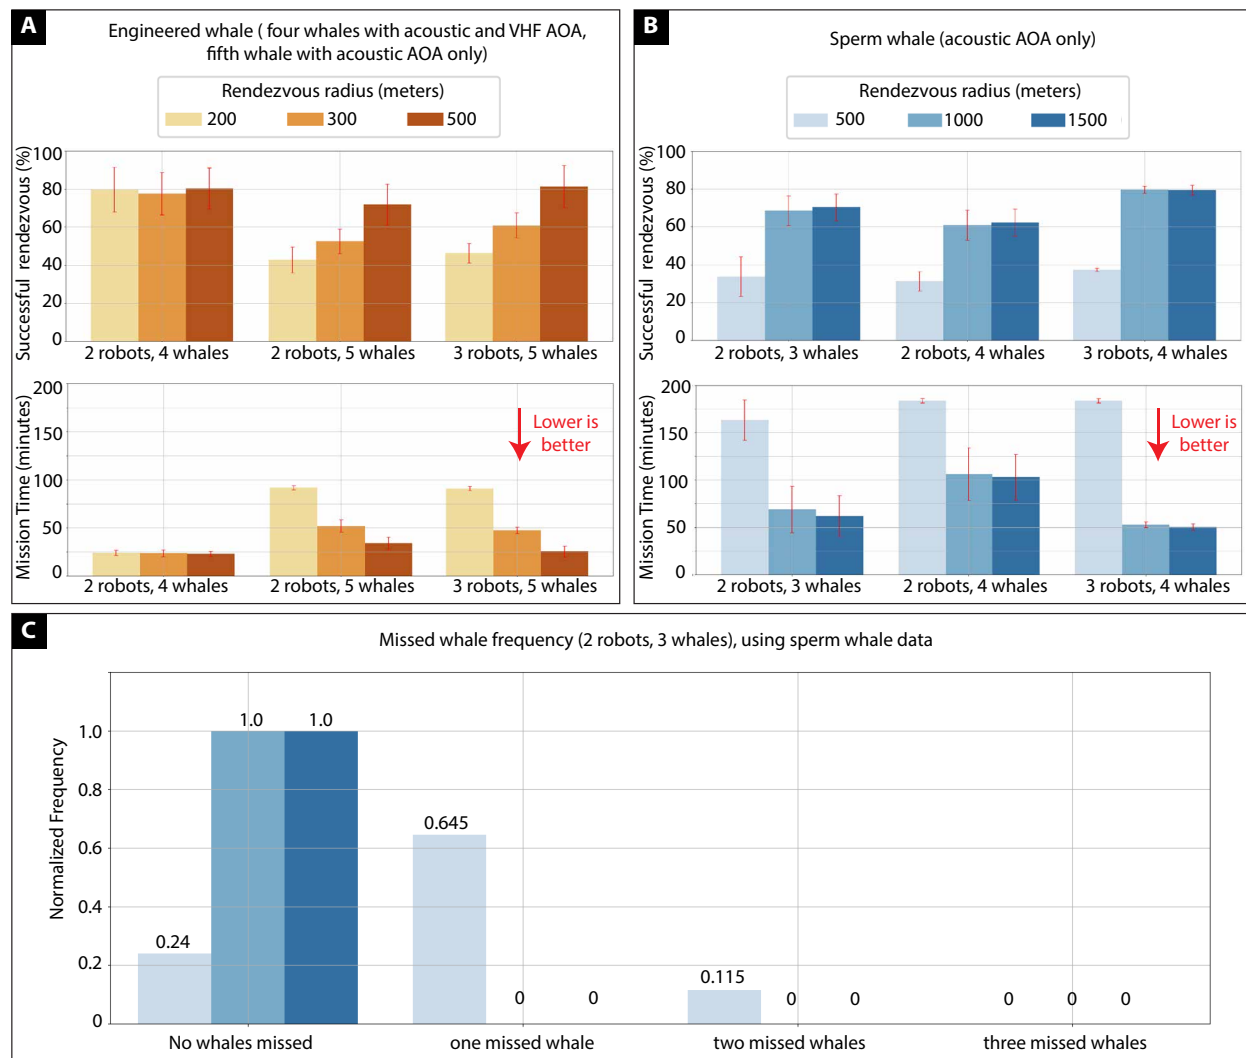 A
Engineered whale ( four whales with acoustic and VHF AOA,
fifth whale with acoustic AOA only)
Rendezvous radius (meters)
200 300 500
Successful rendezvous (%)
100
80
60
40
20
0
2 robots, 4 whales 2 robots, 5 whales 3 robots, 5 whales
Mission Time (minutes)
200
150
100
50
0
Lower is
better
2 robots, 4 whales 2 robots, 5 whales 3 robots, 5 whales
B
Sperm whale (acoustic AOA only)
Rendezvous radius (meters)
500 1000 1500
Successful rendezvous (%)
100
80
60
40
20
0
2 robots, 3 whales 2 robots, 4 whales 3 robots, 4 whales
Mission Time (minutes)
200
150
100
50
0
Lower is
better
2 robots, 3 whales 2 robots, 4 whales 3 robots, 4 whales
C
Missed whale frequency (2 robots, 3 whales), using sperm whale data
Normalized Frequency
1.0
0.8
0.6
0.4
0.2
0
0.24 1.0 1.0
0.645 0 0
0.115 0 0
0 0 0
No whales missed one missed whale two missed whales three missed whales